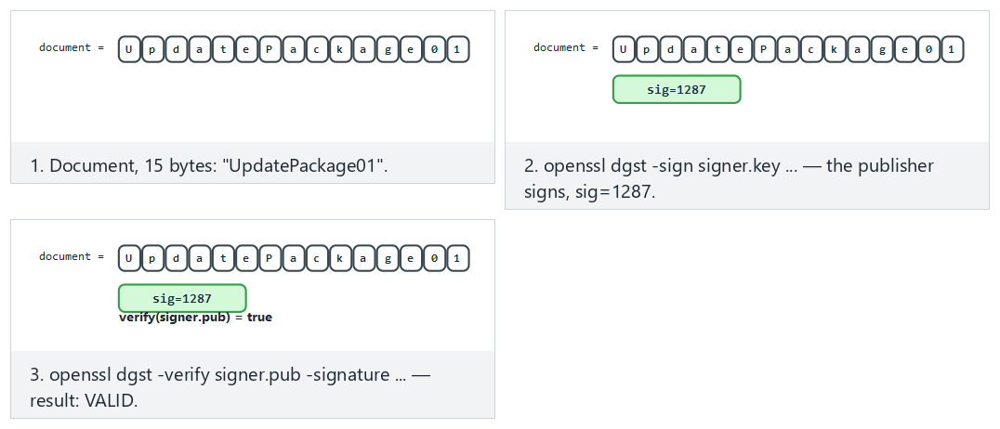 document = U p d a t e P a c k a g e 0 1
1. Document, 15 bytes: "UpdatePackage01".
document = U p d a t e P a c k a g e 0 1
sig=1287
2. openssl dgst -sign signer.key ... — the publisher
signs, sig=1287.
document = U p d a t e P a c k a g e 0 1
sig=1287
verify(signer.pub) = true
3. openssl dgst -verify signer.pub -signature ... —
result: VALID.